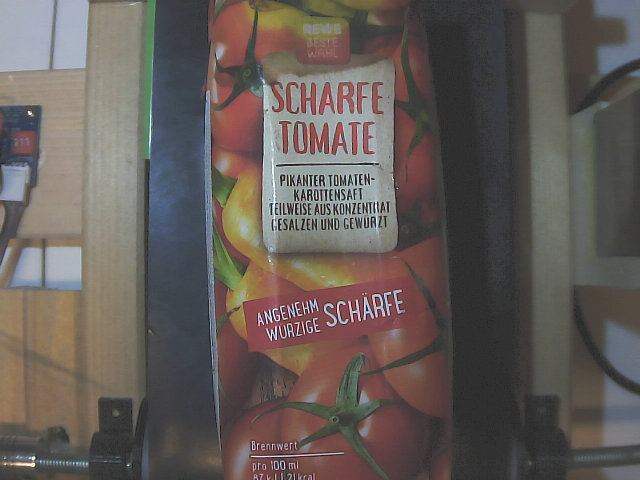 REWE
BESTE
WAHL
SCHARFE
TOMATE
PIKANTER TOMATEN-
KAROTTENSAFT
TEILWEISE AUS KONZENTRAT
GESALZEN UND GEWÜRZT
ANGENEHM
WÜRZIGE SCHÄRFE
Brennwert
pro 100 ml